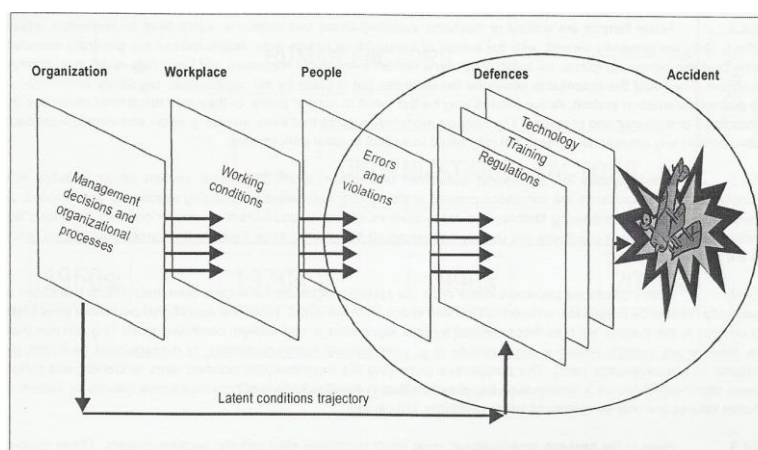 Organization
Workplace
People
Defences
Accident
Management
decisions and
organizational
processes
Working
conditions
Errors
and
violations
Technology
Training
Regulations
Latent conditions trajectory